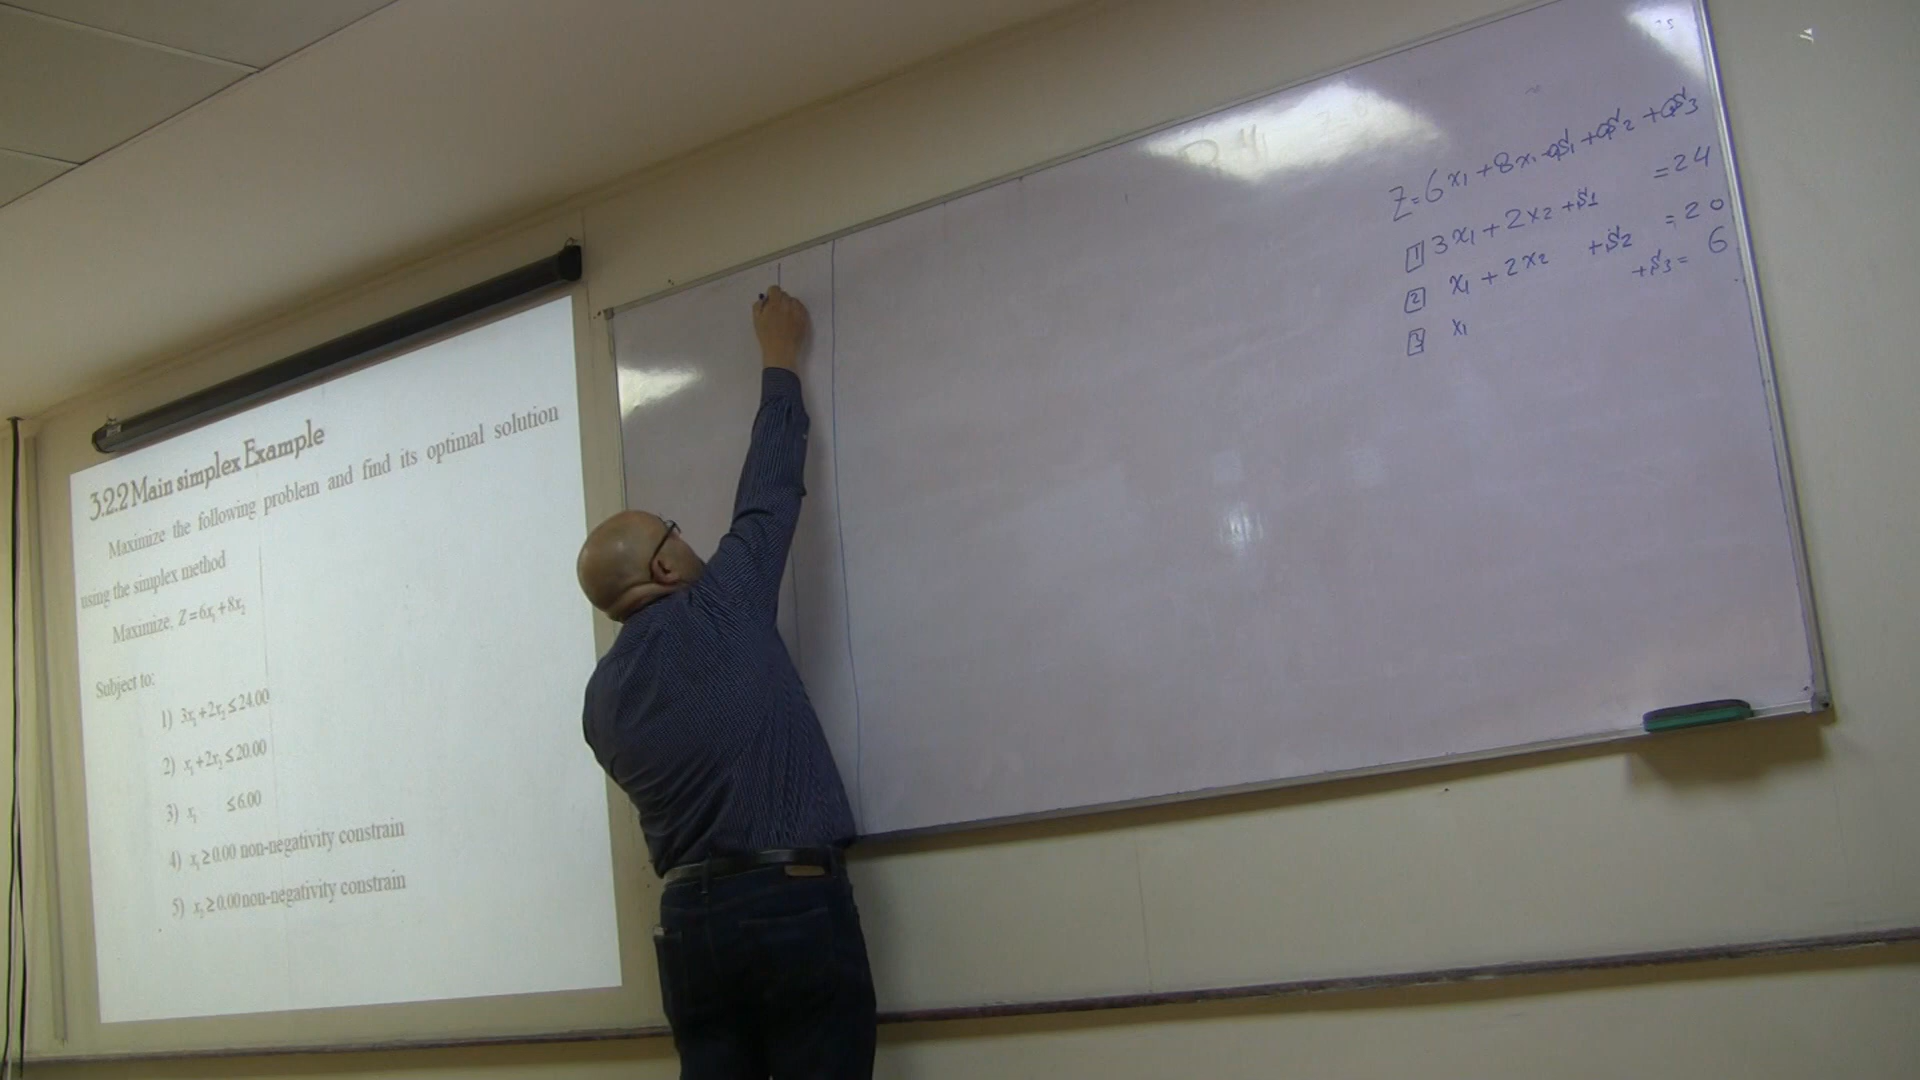 3.2.2 Main simplex Example
Maximize the following problem and find its optimal solution
using the simplex method
Maximize, Z=6x₁+8x₂
Subject to:
1) 3x₁+2x₂≤24.00
2) x₁+2x₂≤20.00
3) x₁ ≤6.00
4) x₁≥0.00 non-negativity constrain
5) x₂≥0.00 non-negativity constrain
Z=6x₁+8x₁+0S₁+0S₂+0S₃
1 3x₁+2x₂+S₁ =24
2 x₁+2x₂ +S₂ =20
3 x₁ +S₃= 6